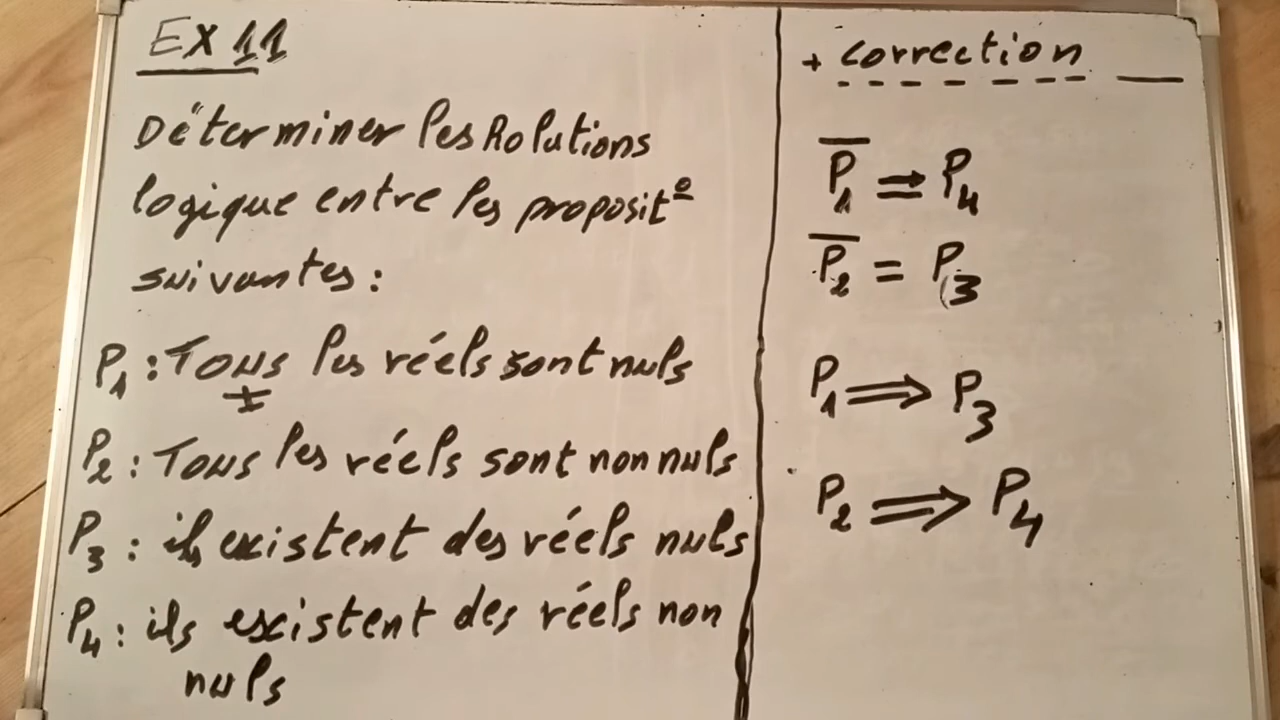 EX 11
Déterminer les Rolutions
logique entre les proposit°
suivantes :
P1 : Tous les réels sont nuls
P2 : Tous les réels sont non nuls
P3 : ils existent des réels nuls
P4 : ils existent des réels non
nuls
+ correction
P̅1 = P4
P̅2 = P3
P1 ⟹ P3
P2 ⟹ P4